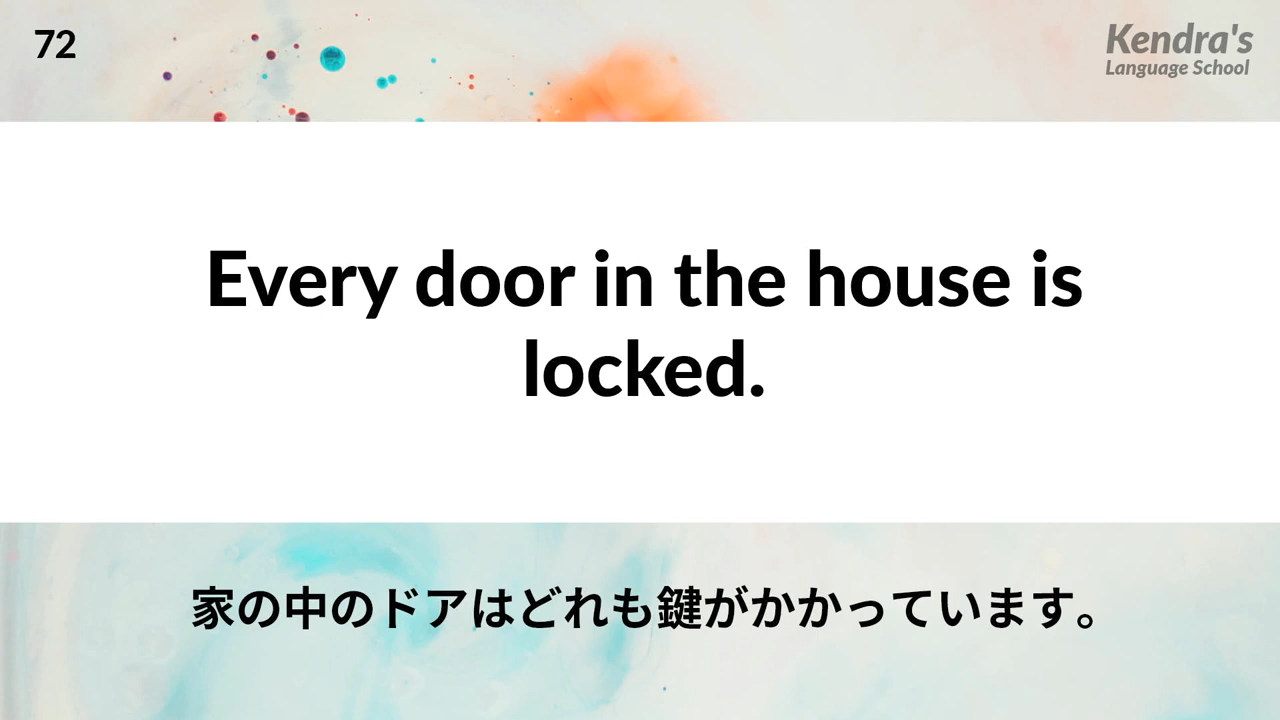 72
Kendra's
Language School
Every door in the house is
locked.
家の中のドアはどれも鍵がかかっています。